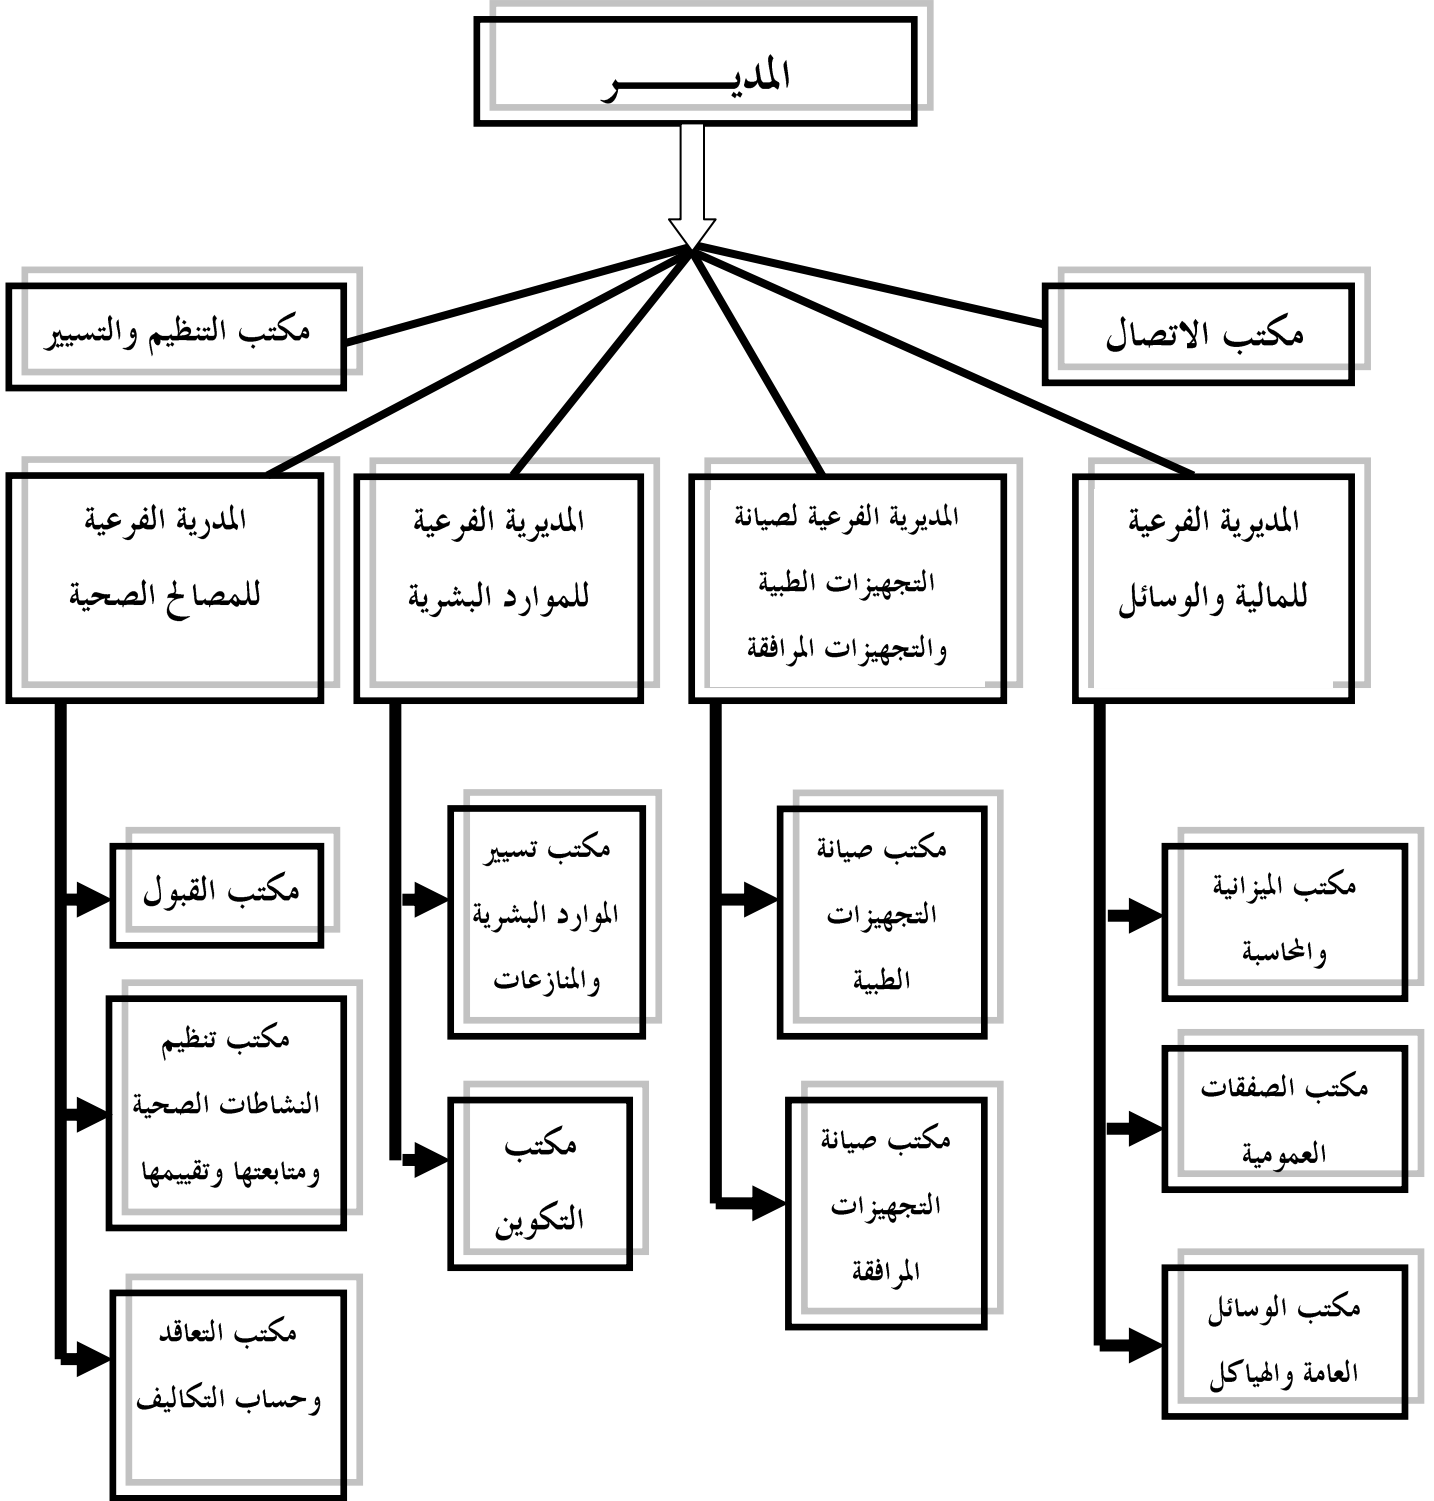 المديـــــــــر
مكتب الاتصال
مكتب التنظيم والتسيير
المديرية الفرعية
للمالية والوسائل
المديرية الفرعية لصيانة
التجهيزات الطبية
والتجهيزات المرافقة
المديرية الفرعية
للموارد البشرية
المدرية الفرعية
للمصالح الصحية
مكتب الميزانية
والمحاسبة
مكتب الصفقات
العمومية
مكتب الوسائل
العامة والهياكل
مكتب صيانة
التجهيزات
الطبية
مكتب صيانة
التجهيزات
المرافقة
مكتب تسيير
الموارد البشرية
والمنازعات
مكتب
التكوين
مكتب القبول
مكتب تنظيم
النشاطات الصحية
ومتابعتها وتقييمها
مكتب التعاقد
وحساب التكاليف